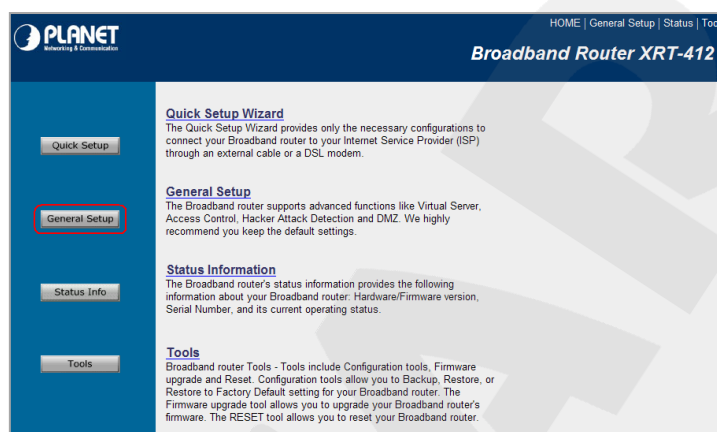 PLANET
Networking & Communication
HOME | General Setup | Status | Too
Broadband Router XRT-412
Quick Setup
Quick Setup Wizard
The Quick Setup Wizard provides only the necessary configurations to
connect your Broadband router to your Internet Service Provider (ISP)
through an external cable or a DSL modem.
General Setup
General Setup
The Broadband router supports advanced functions like Virtual Server,
Access Control, Hacker Attack Detection and DMZ. We highly
recommend you keep the default settings.
Status Info
Status Information
The Broadband router's status information provides the following
information about your Broadband router: Hardware/Firmware version,
Serial Number, and its current operating status.
Tools
Tools
Broadband router Tools - Tools include Configuration tools, Firmware
upgrade and Reset. Configuration tools allow you to Backup, Restore, or
Restore to Factory Default setting for your Broadband router. The
Firmware upgrade tool allows you to upgrade your Broadband router's
firmware. The RESET tool allows you to reset your Broadband router.